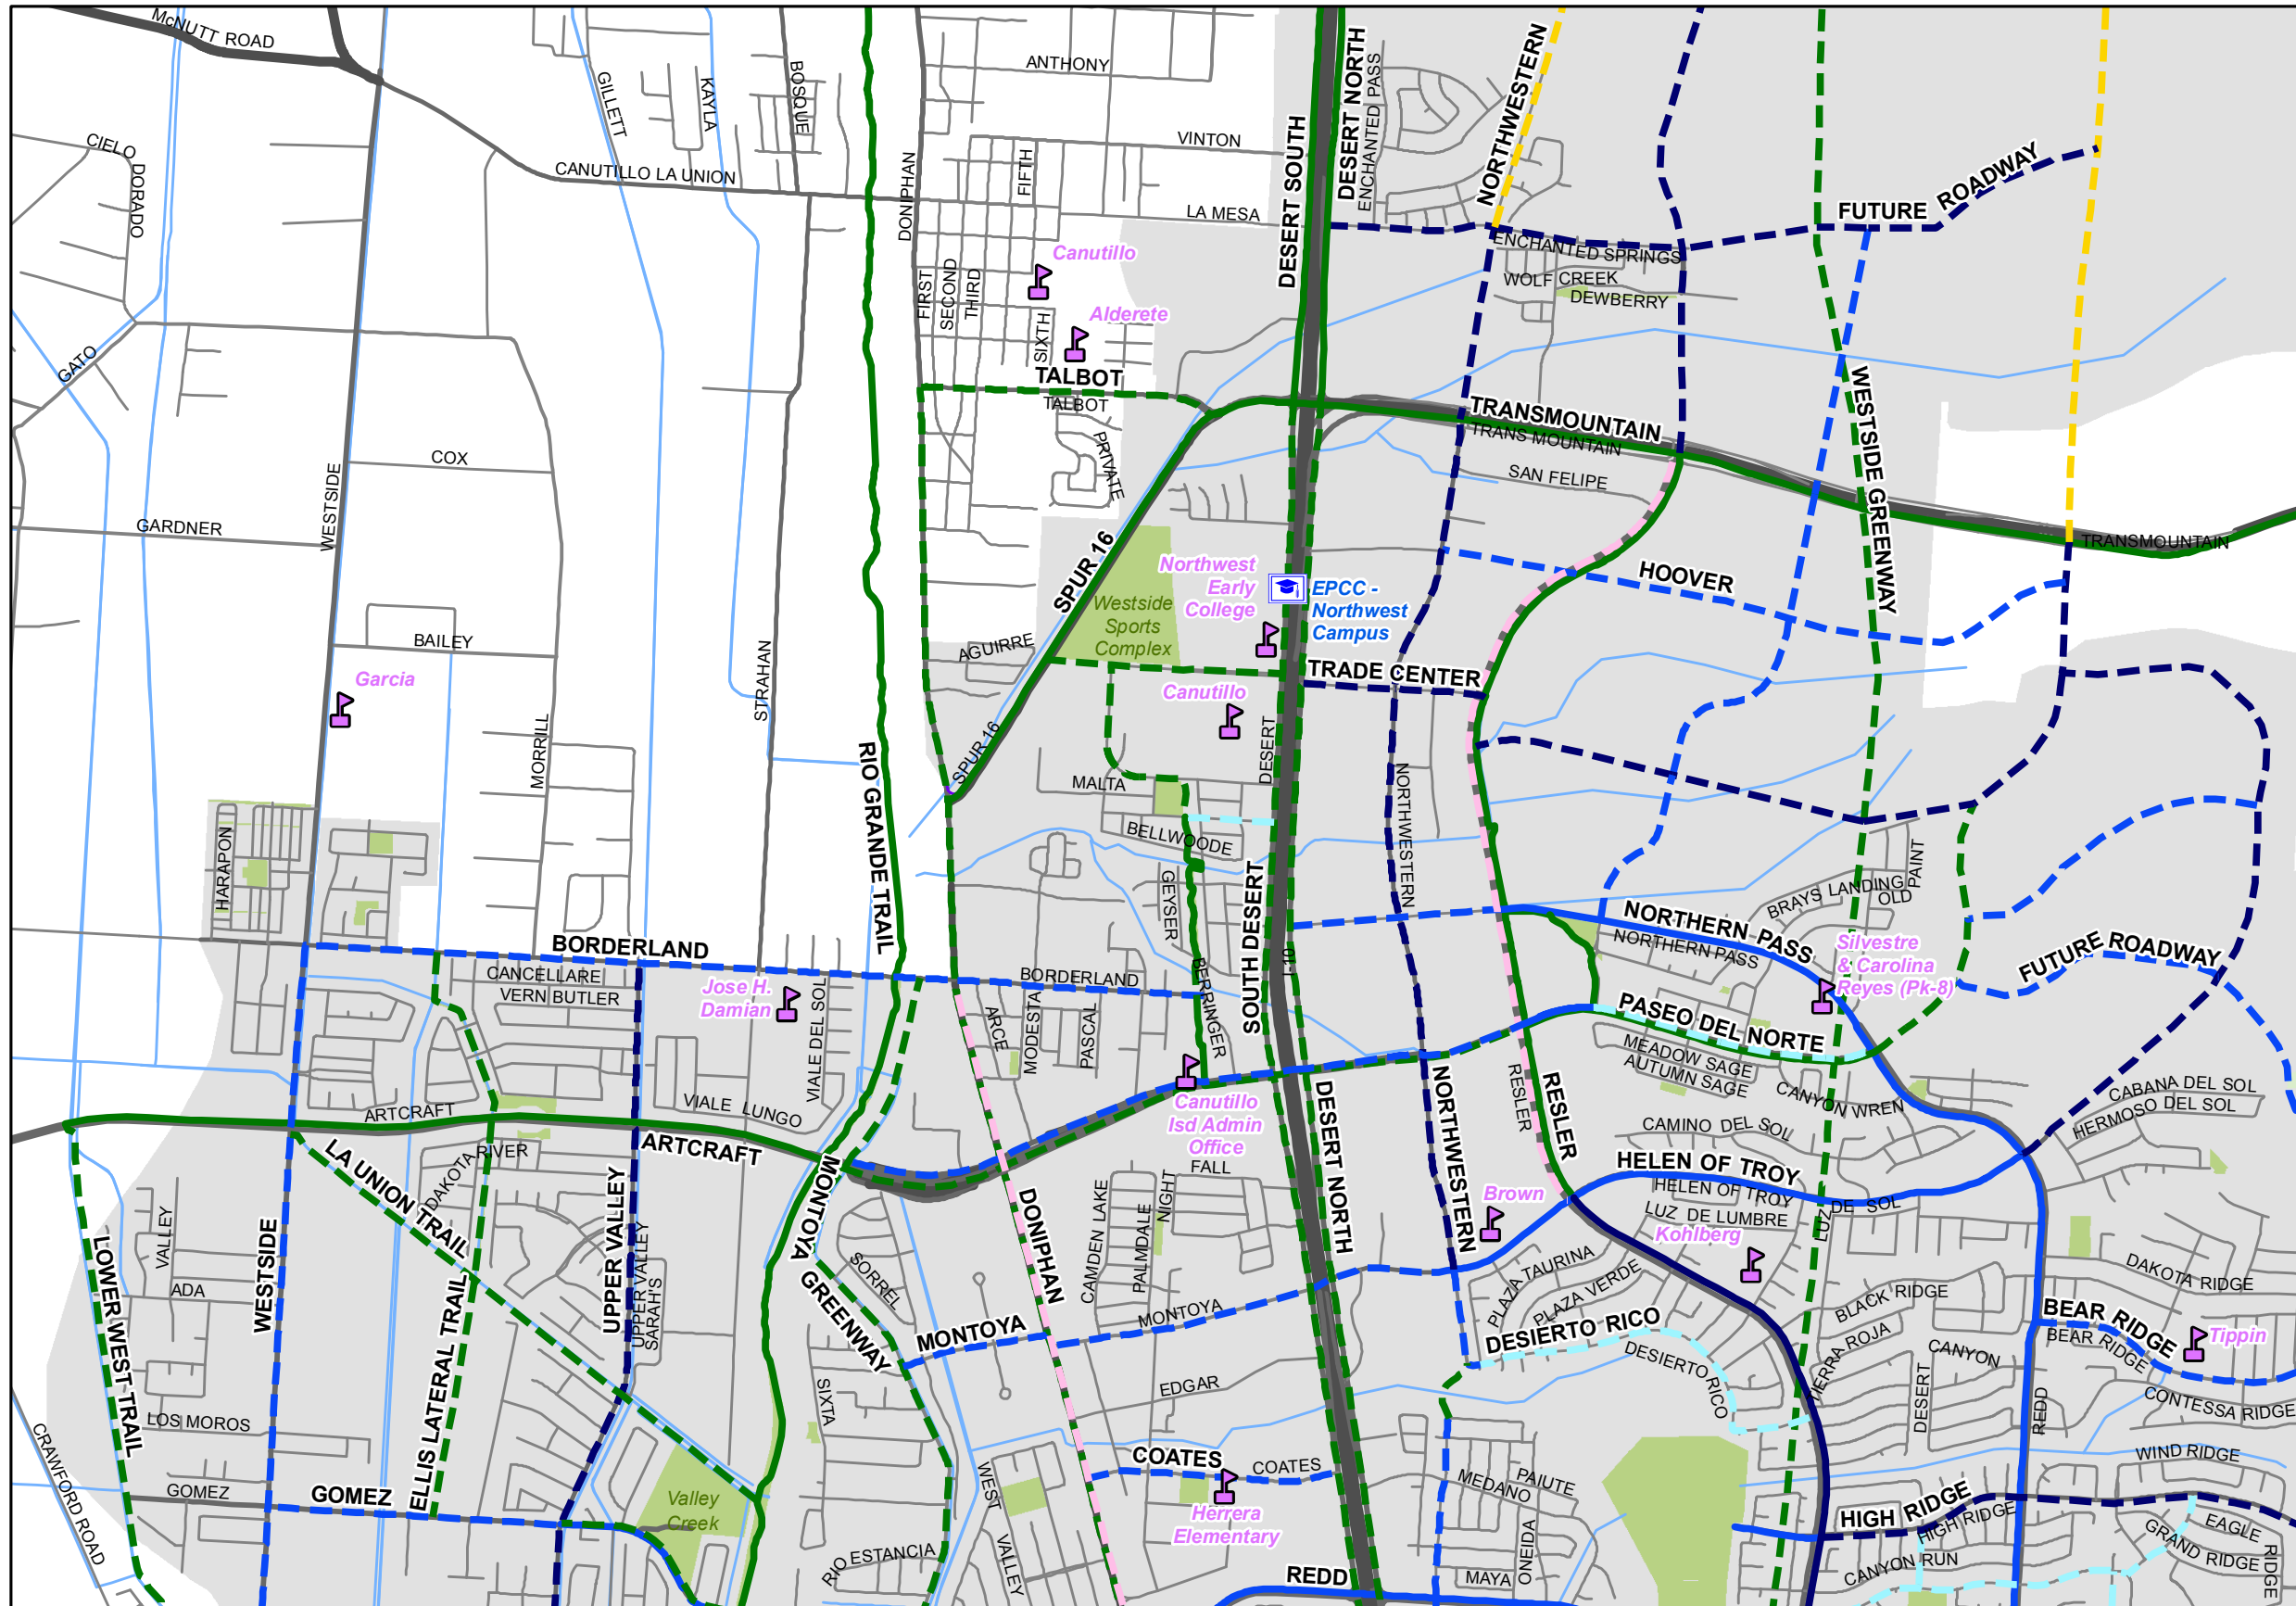 McNUTT ROAD
CIELO DORADO
GATO
GILLETT
KAYLA
BOSQUE
CANUTILLO LA UNION
DONIPHAN
ANTHONY
VINTON
FIFTH
LA MESA
FIRST
SECOND
THIRD
SIXTH
Canutillo
Alderete
TALBOT
TALBOT
PRIVATE
DESERT SOUTH
DESERT NORTH
ENCHANTED PASS
NORTHWESTERN
ENCHANTED SPRINGS
WOLF CREEK
DEWBERRY
FUTURE ROADWAY
TRANSMOUNTAIN
TRANS MOUNTAIN
SAN FELIPE
WESTSIDE GREENWAY
TRANSMOUNTAIN
HOOVER
COX
WESTSIDE
GARDNER
BAILEY
Garcia
MORRILL
STRAHAN
HARAPON
SPUR 16
Westside
Sports
Complex
AGUIRRE
SPUR 16
Northwest
Early
College
EPCC -
Northwest
Campus
TRADE CENTER
Canutillo
DESERT
MALTA
BELLWOODE
GEYSER
NORTHWESTERN
RIO GRANDE TRAIL
SOUTH DESERT
I-10
BRAYS LANDING
OLD PAINT
NORTHERN PASS
NORTHERN PASS
Silvestre
& Carolina
Reyes (Pk-8)
FUTURE ROADWAY
BORDERLAND
CANCELLARE
VERN BUTLER
Jose H.
Damian
VIALE DEL SOL
BORDERLAND
ARCE
MODESTA
PASCAL
BERRINGER
PASEO DEL NORTE
MEADOW SAGE
AUTUMN SAGE
CANYON WREN
CAMINO DEL SOL
CABANA DEL SOL
HERMOSO DEL SOL
ARTCRAFT
VIALE LUNGO
ARTCRAFT
Canutillo
Isd Admin
Office
DESERT NORTH
NORTHWESTERN
RESLER
RESLER
HELEN OF TROY
HELEN OF TROY
LUZ DE LUMBRE
LUZ DE SOL
Brown
Kohlberg
LA UNION TRAIL
DAKOTA RIVER
UPPER VALLEY
UPPER VALLEY
SARAH'S
MONTOYA GREENWAY
SORREL
DONIPHAN
CAMDEN LAKE
PALMDALE
NIGHT FALL
MONTOYA
MONTOYA
PLAZA TAURINA
PLAZA VERDE
DESIERTO RICO
DESIERTO RICO
TIERRA ROJA
BLACK RIDGE
DAKOTA RIDGE
BEAR RIDGE
BEAR RIDGE
Tippin
CANYON
DESERT
REDD
CONTESSA RIDGE
WIND RIDGE
LOWER WEST TRAIL
VALLEY
ADA
WESTSIDE
LOS MOROS
ELLIS LATERAL TRAIL
CRAWFORD ROAD
GOMEZ
GOMEZ
Valley
Creek
SIXTA
RIO ESTANCIA
WEST VALLEY
EDGAR
COATES
COATES
Herrera
Elementary
REDD
MEDANO
PAIUTE
ONEIDA
MAYA
HIGH RIDGE
HIGH RIDGE
CANYON RUN
GRAND RIDGE
EAGLE RIDGE